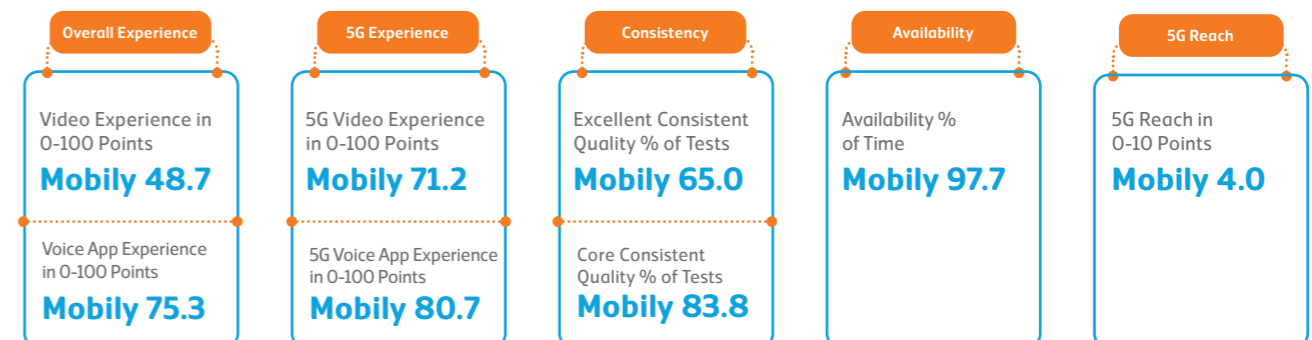 Overall Experience
Video Experience in
0-100 Points
Mobily 48.7
Voice App Experience
in 0-100 Points
Mobily 75.3
5G Experience
5G Video Experience
in 0-100 Points
Mobily 71.2
5G Voice App Experience
in 0-100 Points
Mobily 80.7
Consistency
Excellent Consistent
Quality % of Tests
Mobily 65.0
Core Consistent
Quality % of Tests
Mobily 83.8
Availability
Availability %
of Time
Mobily 97.7
5G Reach
5G Reach in
0-10 Points
Mobily 4.0